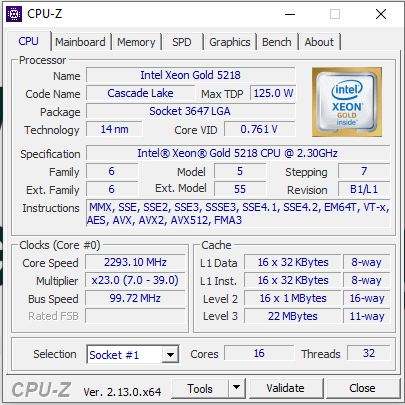 CPU-Z
CPU Mainboard Memory SPD Graphics Bench About
Processor
Name Intel Xeon Gold 5218
Code Name Cascade Lake Max TDP 125.0 W
Package Socket 3647 LGA
Technology 14 nm Core VID 0.761 V
intel XEON GOLD inside™
Specification Intel® Xeon® Gold 5218 CPU @ 2.30GHz
Family 6 Model 5 Stepping 7
Ext. Family 6 Ext. Model 55 Revision B1/L1
Instructions MMX, SSE, SSE2, SSE3, SSSE3, SSE4.1, SSE4.2, EM64T, VT-x,
AES, AVX, AVX2, AVX512, FMA3
Clocks (Core #0) Cache
Core Speed 2293.10 MHz L1 Data 16 x 32 KBytes 8-way
Multiplier x23.0 (7.0 - 39.0) L1 Inst. 16 x 32 KBytes 8-way
Bus Speed 99.72 MHz Level 2 16 x 1 MBytes 16-way
Rated FSB Level 3 22 MBytes 11-way
Selection Socket #1 Cores 16 Threads 32
CPU-Z Ver. 2.13.0.x64 Tools Validate Close